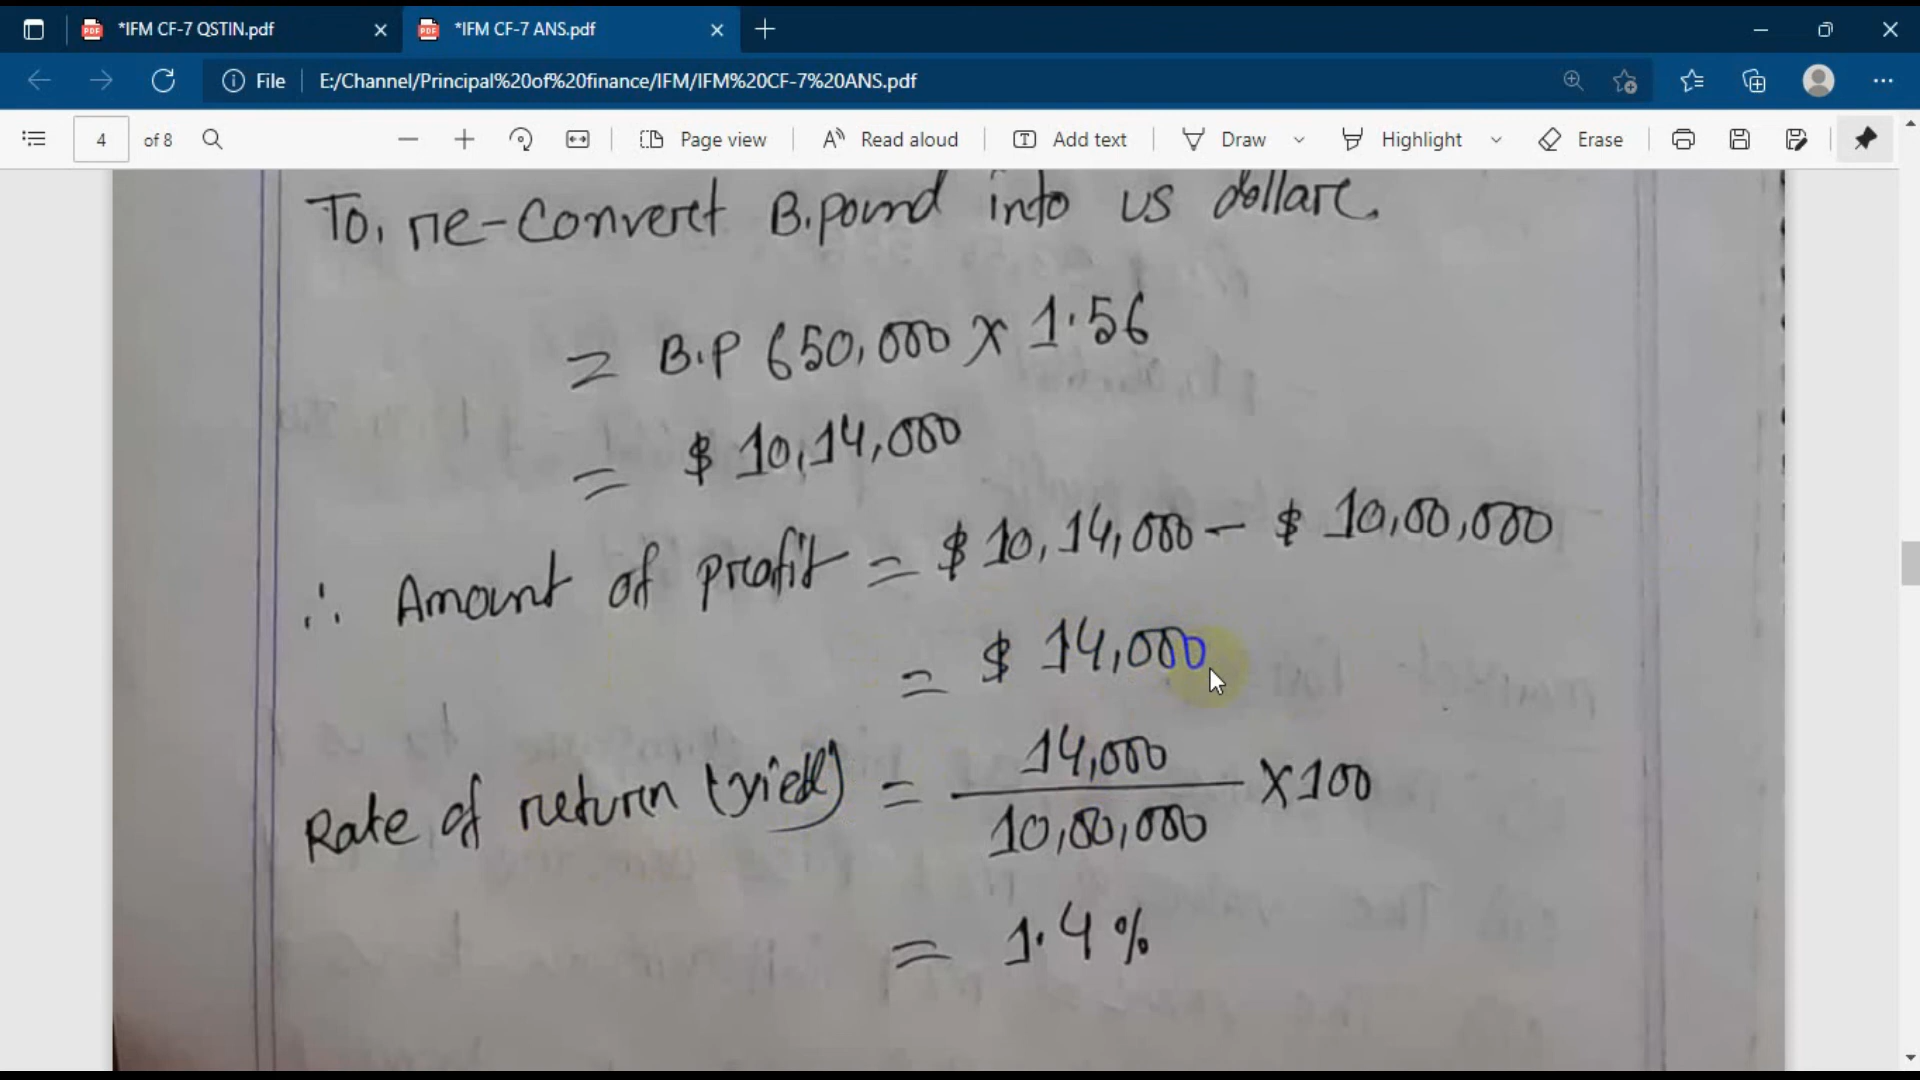 *IFM CF-7 QSTIN.pdf
*IFM CF-7 ANS.pdf
File E:/Channel/Principal%20of%20finance/IFM/IFM%20CF-7%20ANS.pdf
4 of 8 Page view Read aloud Add text Draw Highlight Erase
To, re-convert B.pound into US dollar.
= B.P 650,000 X 1.56
= $ 10,14,000
∴ Amount of profit = $ 10,14,000 - $ 10,00,000
= $ 14,000
Rate of return (yield) = 14,000
10,00,000
X100
= 1.4 %